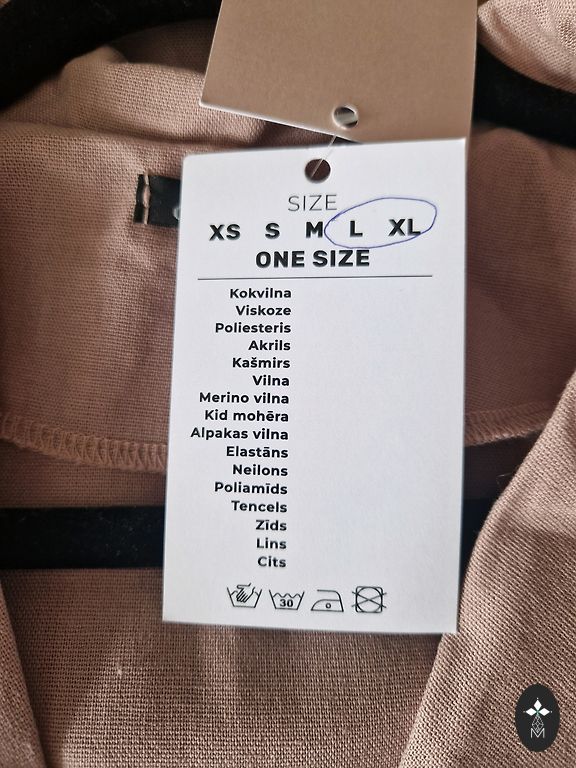 SIZE
XS S M L XL
ONE SIZE
Kokvilna
Viskoze
Poliesteris
Akrils
Kašmirs
Vilna
Merino vilna
Kid mohēra
Alpakas vilna
Elastāns
Neilons
Poliamīds
Tencels
Zīds
Lins
Cits
30
M